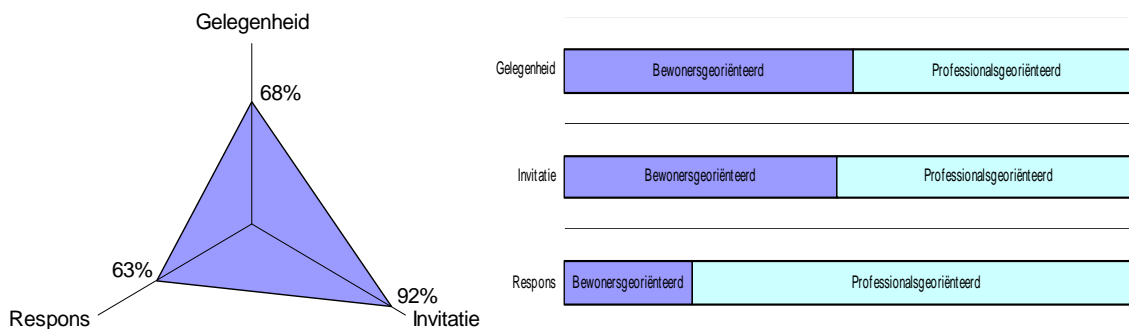 Gelegenheid
68%
63%
92%
Respons
Invitatie
Gelegenheid
Bewonersgeoriënteerd
Professionalsgeoriënteerd
Invitatie
Bewonersgeoriënteerd
Professionalsgeoriënteerd
Respons
Bewonersgeoriënteerd
Professionalsgeoriënteerd